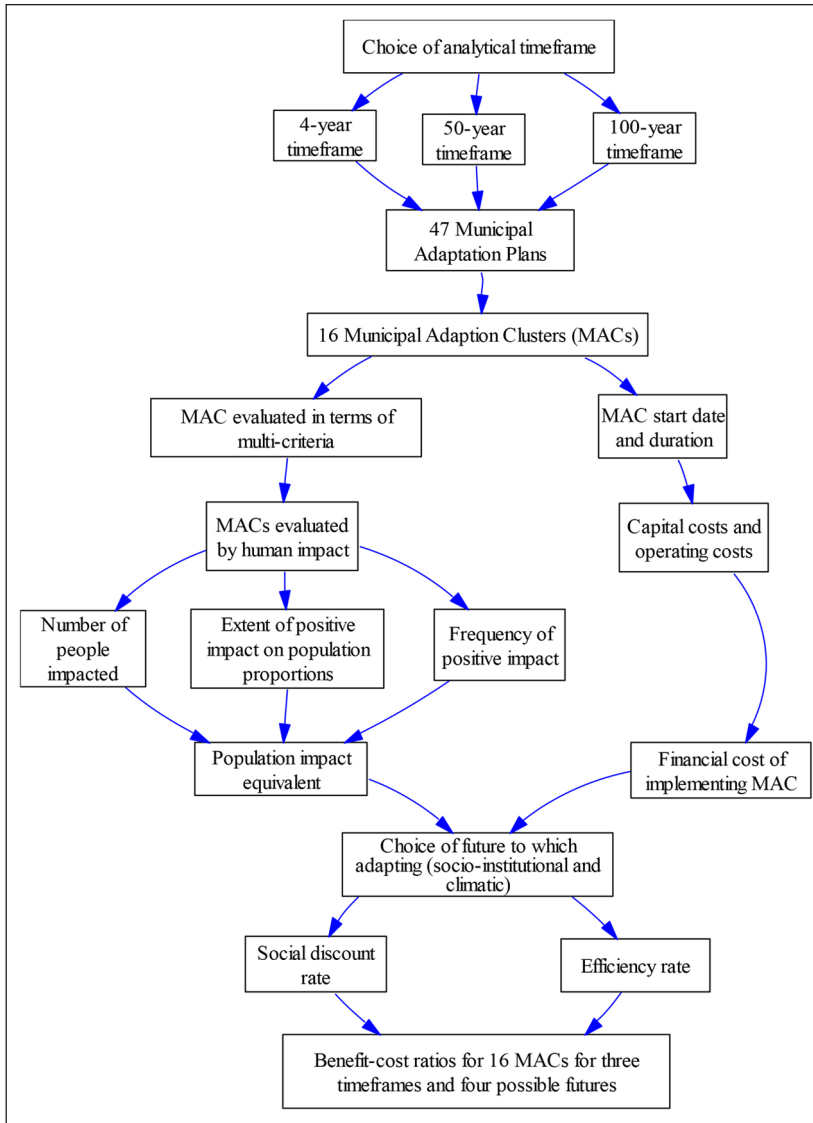 Choice of analytical timeframe
4-year
timeframe
50-year
timeframe
100-year
timeframe
47 Municipal
Adaptation Plans
16 Municipal Adaption Clusters (MACs)
MAC evaluated in terms of
multi-criteria
MAC start date
and duration
MACs evaluated
by human impact
Capital costs and
operating costs
Number of
people
impacted
Extent of positive
impact on population
proportions
Frequency of
positive impact
Population impact
equivalent
Financial cost of
implementing MAC
Choice of future to which
adapting (socio-institutional and
climatic)
Social discount
rate
Efficiency rate
Benefit-cost ratios for 16 MACs for three
timeframes and four possible futures